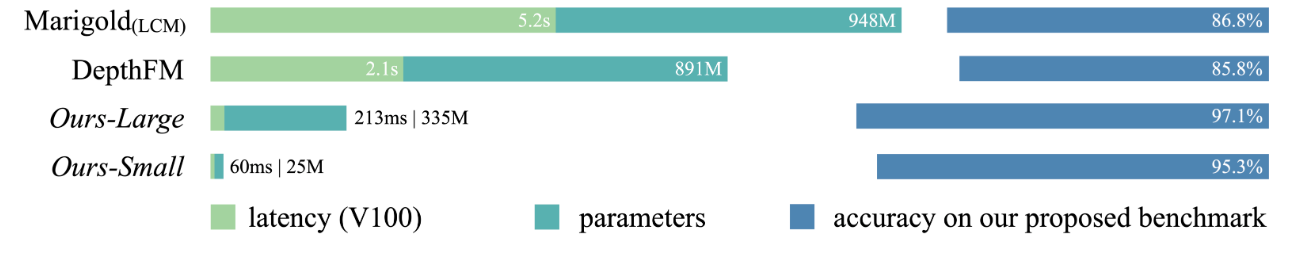 Marigold(LCM) 5.2s 948M 86.8%
DepthFM 2.1s 891M 85.8%
Ours-Large 213ms | 335M 97.1%
Ours-Small 60ms | 25M 95.3%
latency (V100) parameters accuracy on our proposed benchmark